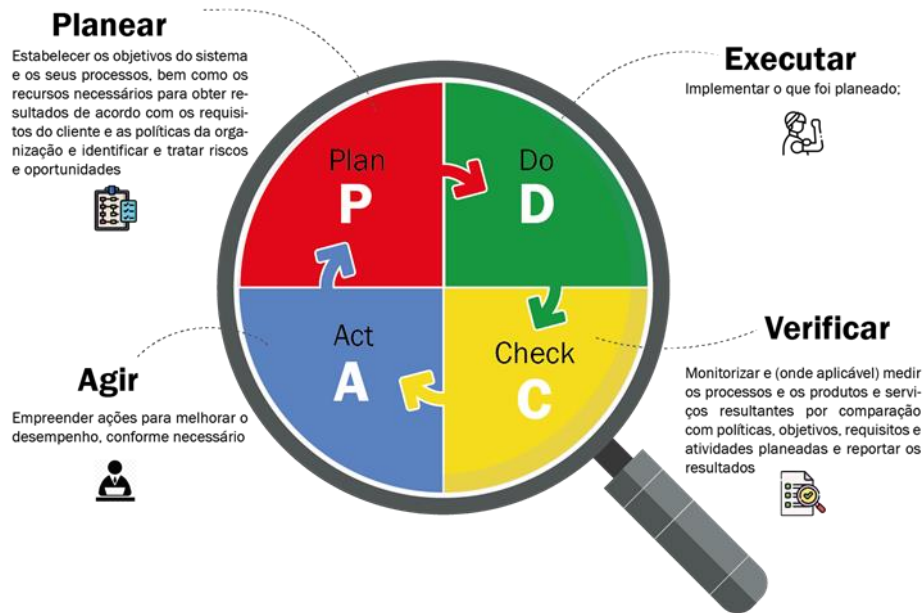 Planear
Estabelecer os objetivos do sistema
e os seus processos, bem como os
recursos necessários para obter re-
sultados de acordo com os requisi-
tos do cliente e as políticas da orga-
nização e identificar e tratar riscos
e oportunidades
Executar
Implementar o que foi planeado;
Plan
P
Do
D
Act
A
Check
C
Agir
Empreender ações para melhorar o
desempenho, conforme necessário
Verificar
Monitorizar e (onde aplicável) medir
os processos e os produtos e servi-
ços resultantes por comparação
com políticas, objetivos, requisitos e
atividades planeadas e reportar os
resultados